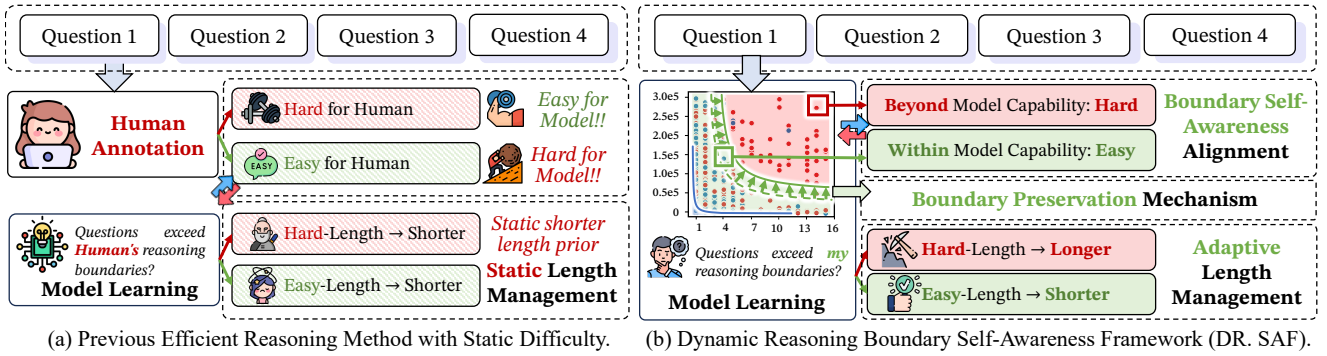 Question 1
Question 2
Question 3
Question 4
Human
Annotation
Hard for Human
Easy for
Model!!
EASY
Easy for Human
Hard for
Model!!
Questions exceed
Human's reasoning
boundaries?
Model Learning
Hard-Length → Shorter
Easy-Length → Shorter
Static shorter
length prior
Static Length
Management
(a) Previous Efficient Reasoning Method with Static Difficulty.
Question 1
Question 2
Question 3
Question 4
3.0e5
2.5e5
2.0e5
1.5e5
1.0e5
0.5e5
0
1
4
7
10
13
16
Questions exceed my
reasoning boundaries?
Model Learning
Beyond Model Capability: Hard
Within Model Capability: Easy
Boundary Self-
Awareness
Alignment
Boundary Preservation Mechanism
Hard-Length → Longer
Easy-Length → Shorter
Adaptive
Length
Management
(b) Dynamic Reasoning Boundary Self-Awareness Framework (DR. SAF).